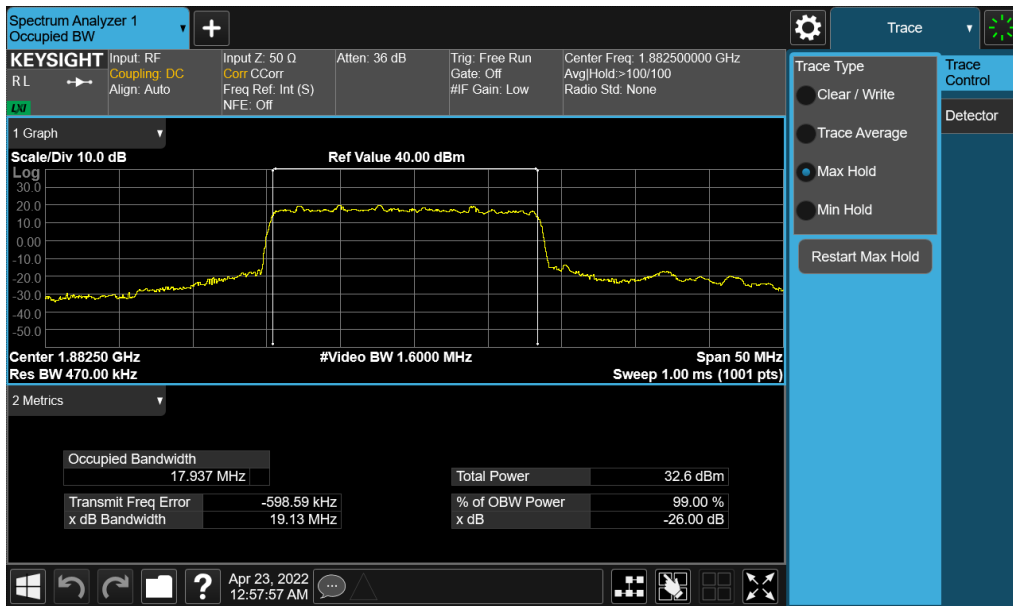 Spectrum Analyzer 1
Occupied BW
+
Trace
KEYSIGHT
R L
LXI
Input: RF
Coupling: DC
Align: Auto
Input Z: 50 Ω
Corr CCorr
Freq Ref: Int (S)
NFE: Off
Atten: 36 dB
Trig: Free Run
Gate: Off
#IF Gain: Low
Center Freq: 1.882500000 GHz
Avg|Hold:>100/100
Radio Std: None
Trace Type
Clear / Write
Trace Average
Max Hold
Min Hold
Restart Max Hold
Trace
Control
Detector
1 Graph
Scale/Div 10.0 dB
Ref Value 40.00 dBm
Log
30.0
20.0
10.0
0.00
-10.0
-20.0
-30.0
-40.0
-50.0
Center 1.88250 GHz
#Video BW 1.6000 MHz
Span 50 MHz
Res BW 470.00 kHz
Sweep 1.00 ms (1001 pts)
2 Metrics
Occupied Bandwidth
17.937 MHz
Total Power 32.6 dBm
Transmit Freq Error -598.59 kHz
% of OBW Power 99.00 %
x dB Bandwidth 19.13 MHz
x dB -26.00 dB
?
Apr 23, 2022
12:57:57 AM